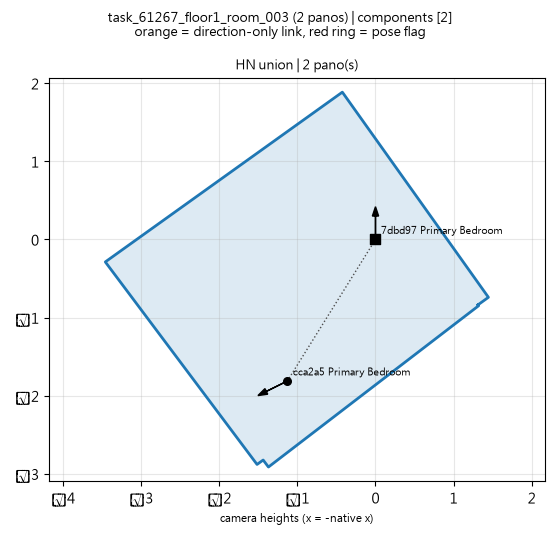 task_61267_floor1_room_003 (2 panos) | components [2]
orange = direction-only link, red ring = pose flag
HN union | 2 pano(s)
2
1
7dbd97 Primary Bedroom
0
1
cca2a5 Primary Bedroom
2
3
4 3 2 1 0 1 2
camera heights (x = -native x)